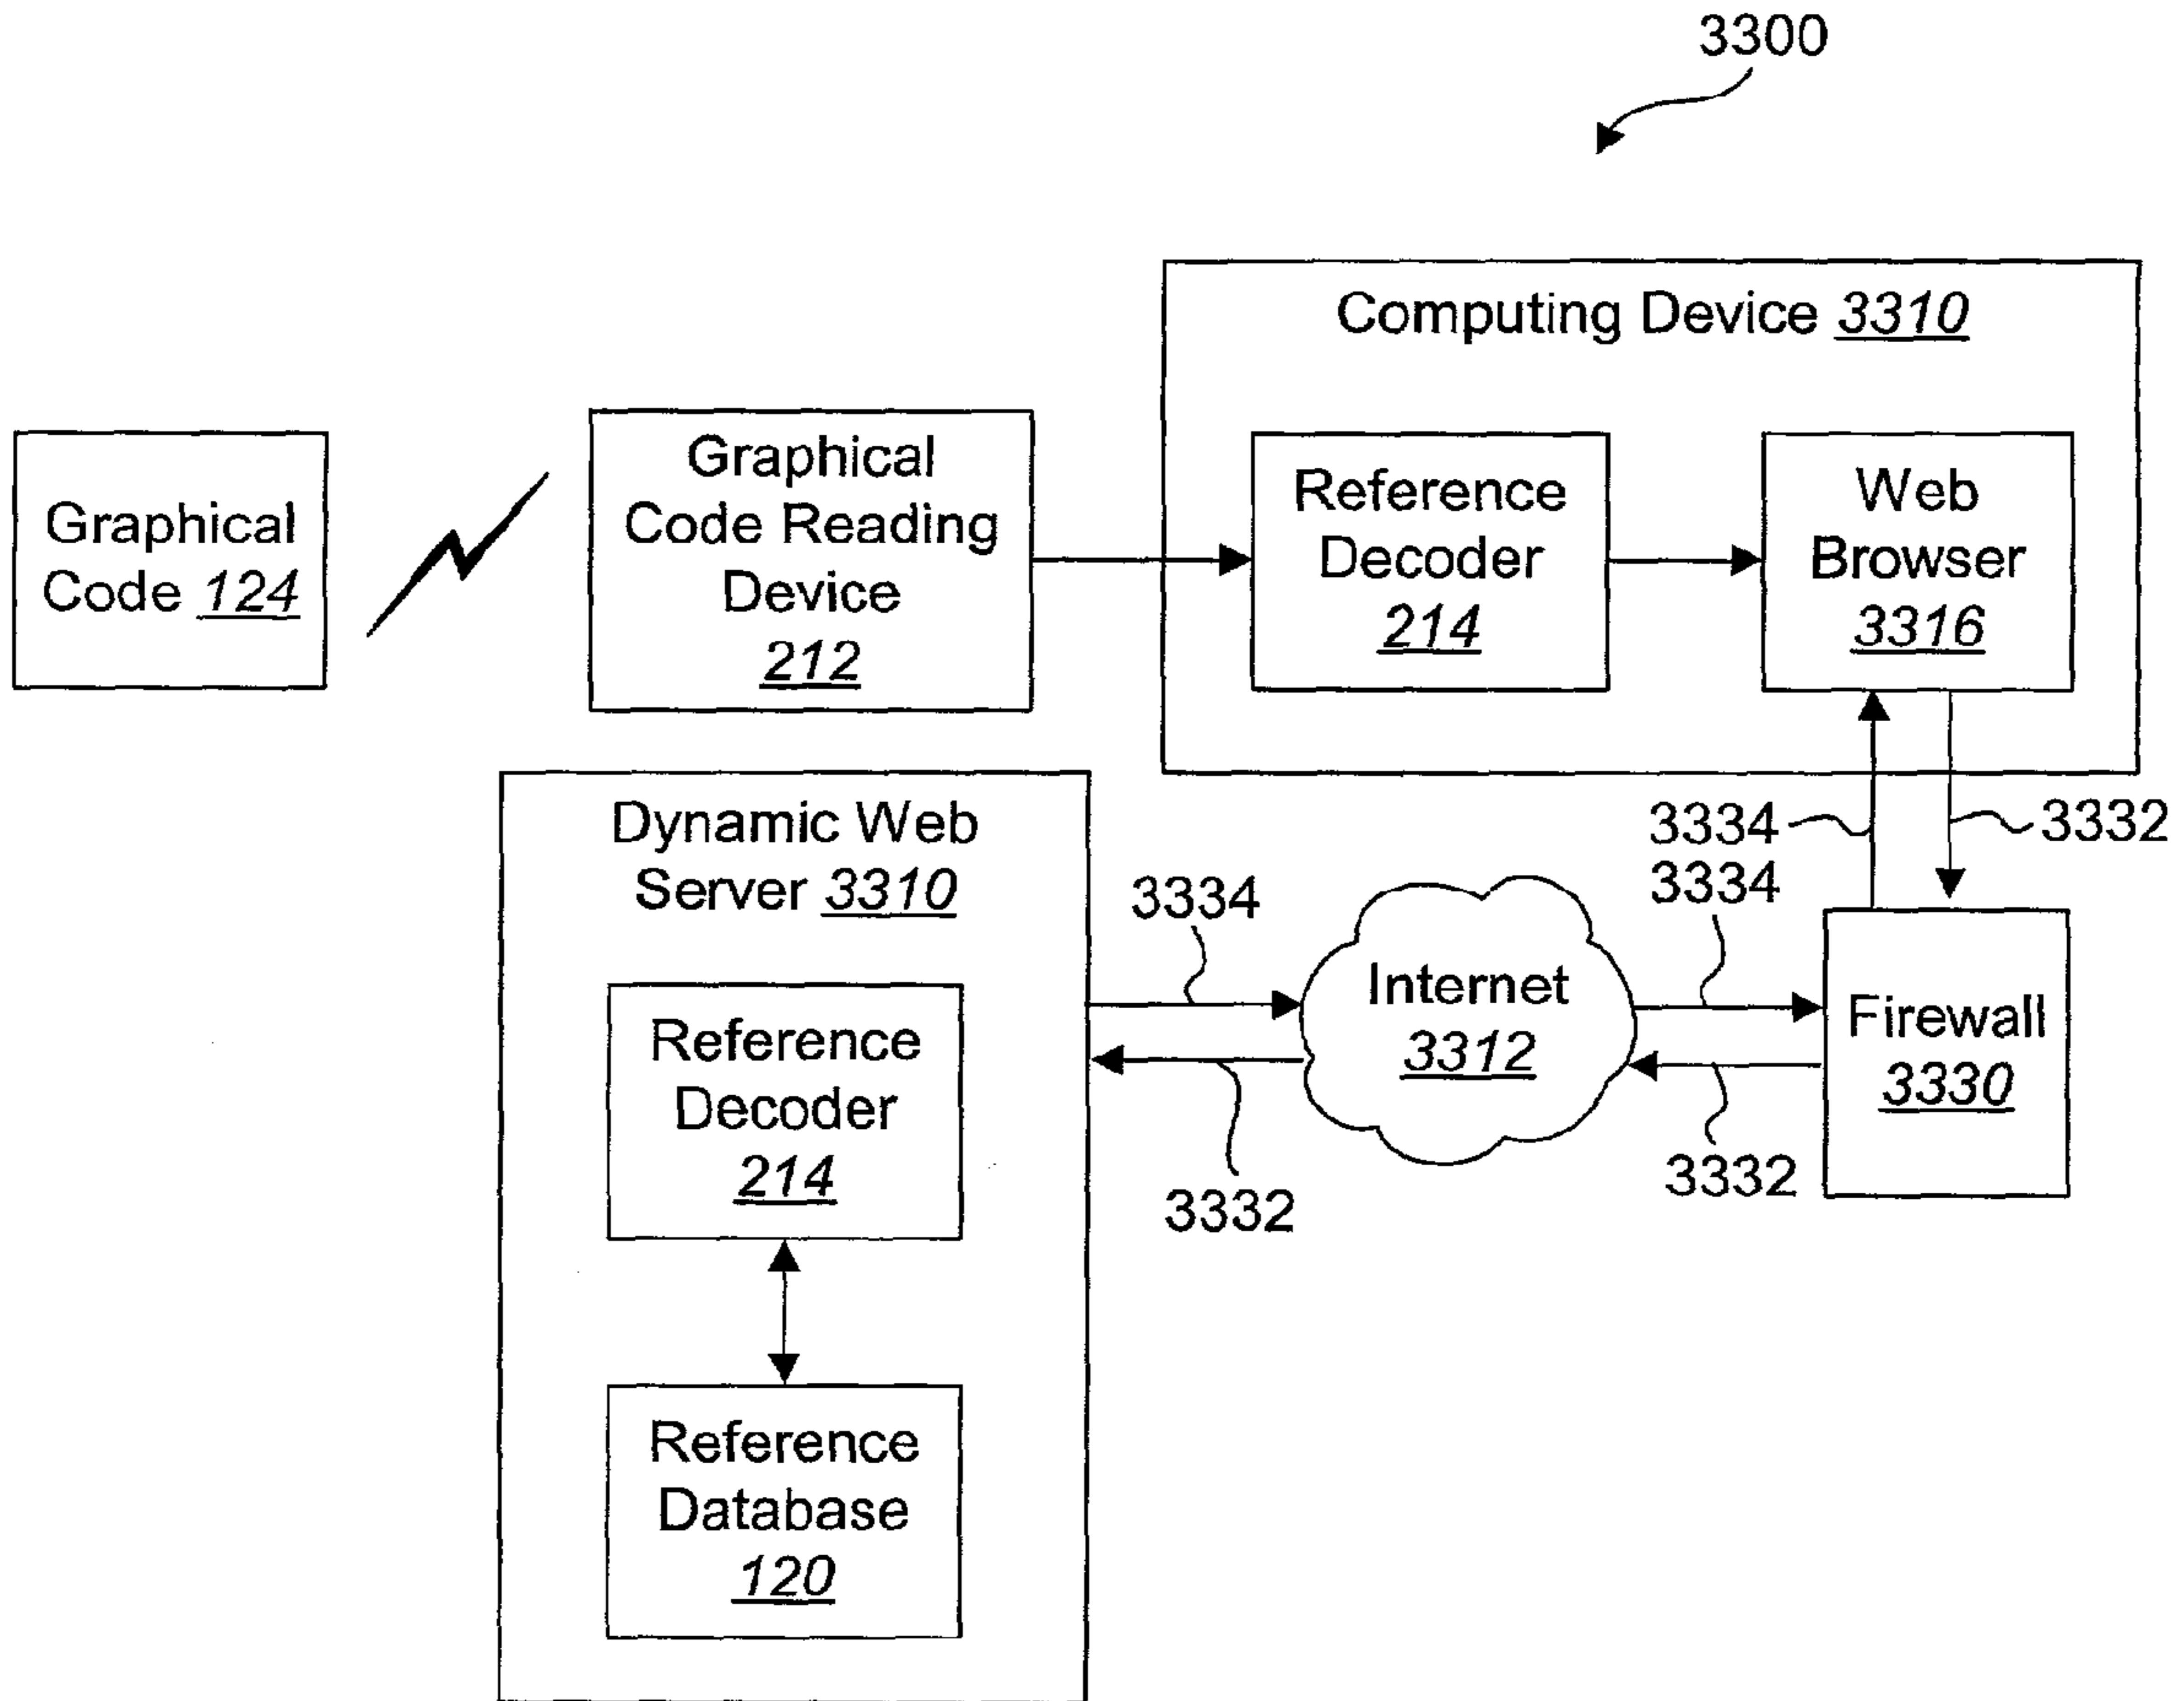 3300
Computing Device 3310
Graphical
Code 124
Graphical
Code Reading
Device
212
Reference
Decoder
214
Web
Browser
3316
3334
3332
Dynamic Web
Server 3310
3334
3334
Internet
3312
Firewall
3330
3332
3332
Reference
Decoder
214
Reference
Database
120